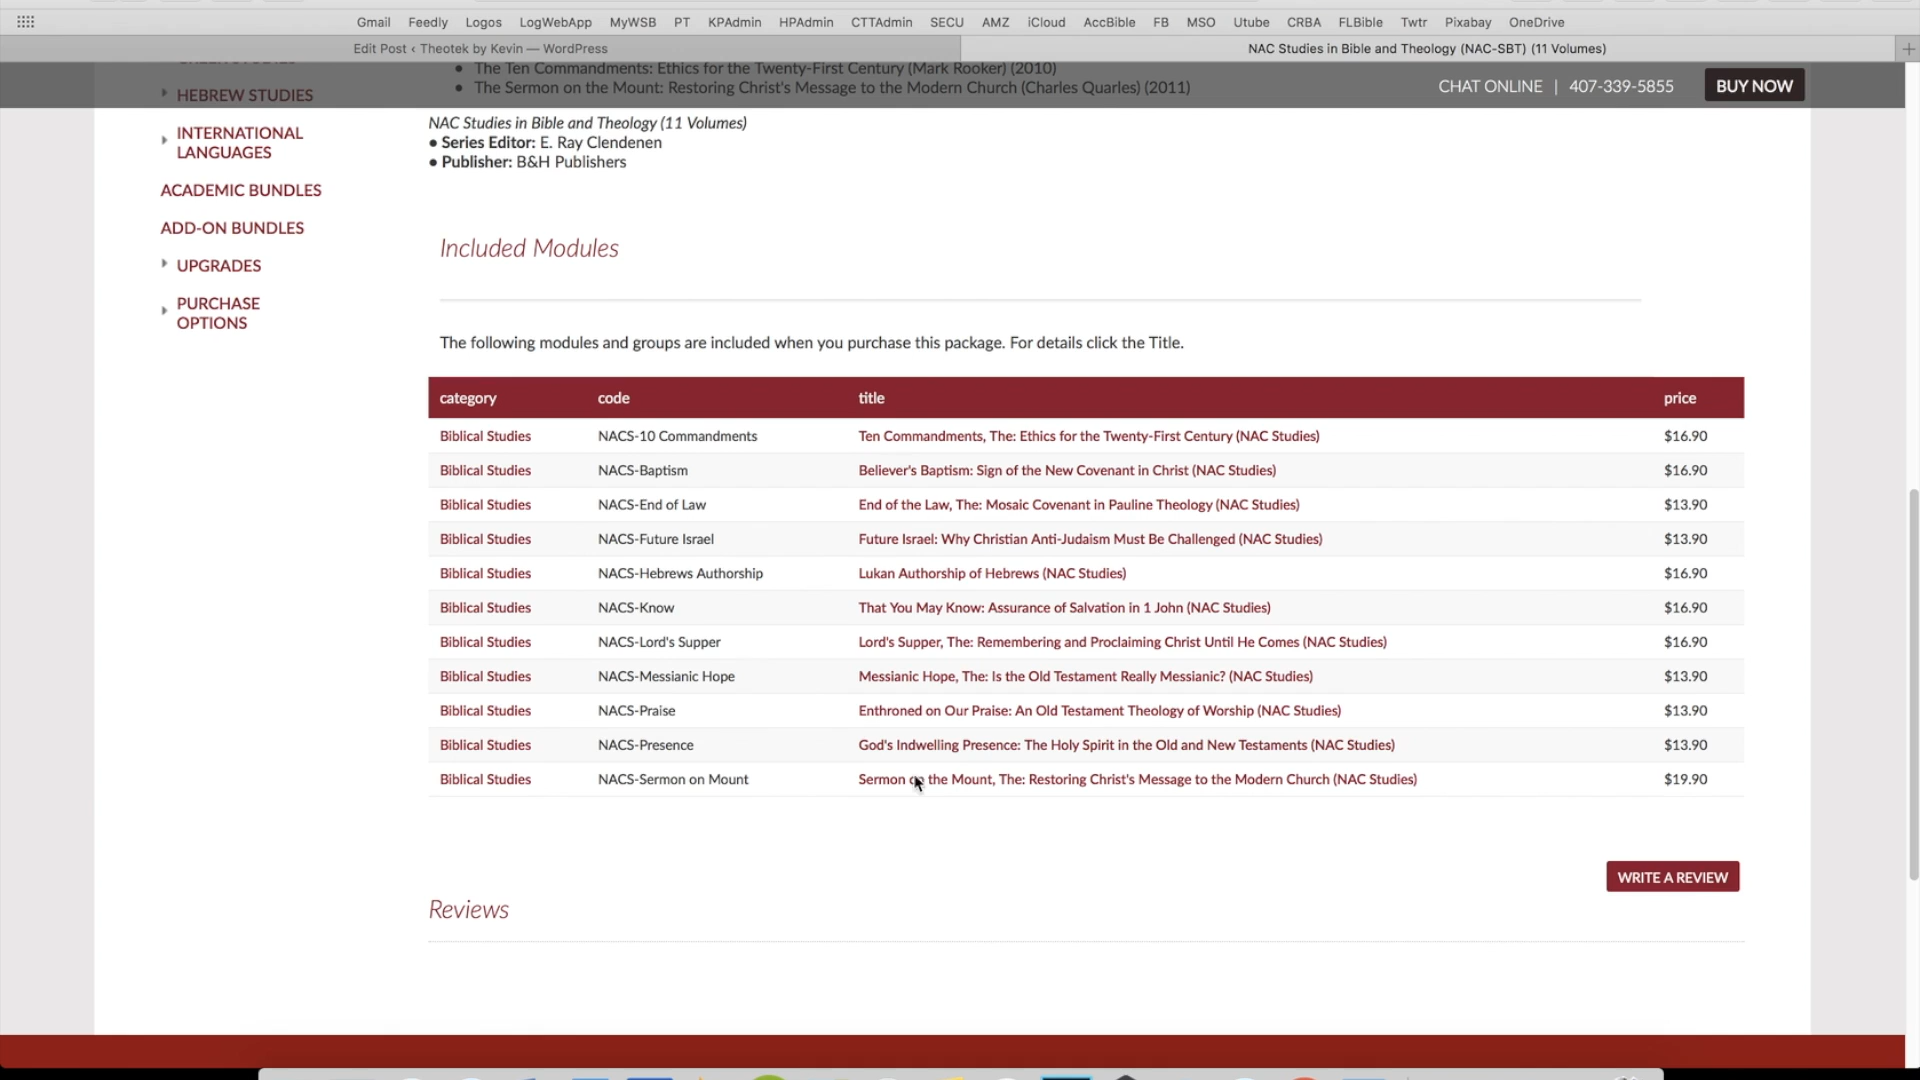 Gmail Feedly Logos LogWebApp MyWSB PT KPAdmin HPAdmin CTTAdmin SECU AMZ iCloud AccBible FB MSO Utube CRBA FLBible Twtr Pixabay OneDrive
Edit Post ‹ Theotek by Kevin — WordPress
NAC Studies in Bible and Theology (NAC-SBT) (11 Volumes)
• The Ten Commandments: Ethics for the Twenty-First Century (Mark Rooker) (2010)
• The Sermon on the Mount: Restoring Christ's Message to the Modern Church (Charles Quarles) (2011)
CHAT ONLINE | 407-339-5855 BUY NOW
HEBREW STUDIES
INTERNATIONAL
LANGUAGES
ACADEMIC BUNDLES
ADD-ON BUNDLES
UPGRADES
PURCHASE
OPTIONS
NAC Studies in Bible and Theology (11 Volumes)
• Series Editor: E. Ray Clendenen
• Publisher: B&H Publishers
Included Modules
The following modules and groups are included when you purchase this package. For details click the Title.
category code title price
Biblical Studies NACS-10 Commandments Ten Commandments, The: Ethics for the Twenty-First Century (NAC Studies) $16.90
Biblical Studies NACS-Baptism Believer's Baptism: Sign of the New Covenant in Christ (NAC Studies) $16.90
Biblical Studies NACS-End of Law End of the Law, The: Mosaic Covenant in Pauline Theology (NAC Studies) $13.90
Biblical Studies NACS-Future Israel Future Israel: Why Christian Anti-Judaism Must Be Challenged (NAC Studies) $13.90
Biblical Studies NACS-Hebrews Authorship Lukan Authorship of Hebrews (NAC Studies) $16.90
Biblical Studies NACS-Know That You May Know: Assurance of Salvation in 1 John (NAC Studies) $16.90
Biblical Studies NACS-Lord's Supper Lord's Supper, The: Remembering and Proclaiming Christ Until He Comes (NAC Studies) $16.90
Biblical Studies NACS-Messianic Hope Messianic Hope, The: Is the Old Testament Really Messianic? (NAC Studies) $13.90
Biblical Studies NACS-Praise Enthroned on Our Praise: An Old Testament Theology of Worship (NAC Studies) $13.90
Biblical Studies NACS-Presence God's Indwelling Presence: The Holy Spirit in the Old and New Testaments (NAC Studies) $13.90
Biblical Studies NACS-Sermon on Mount Sermon on the Mount, The: Restoring Christ's Message to the Modern Church (NAC Studies) $19.90
WRITE A REVIEW
Reviews